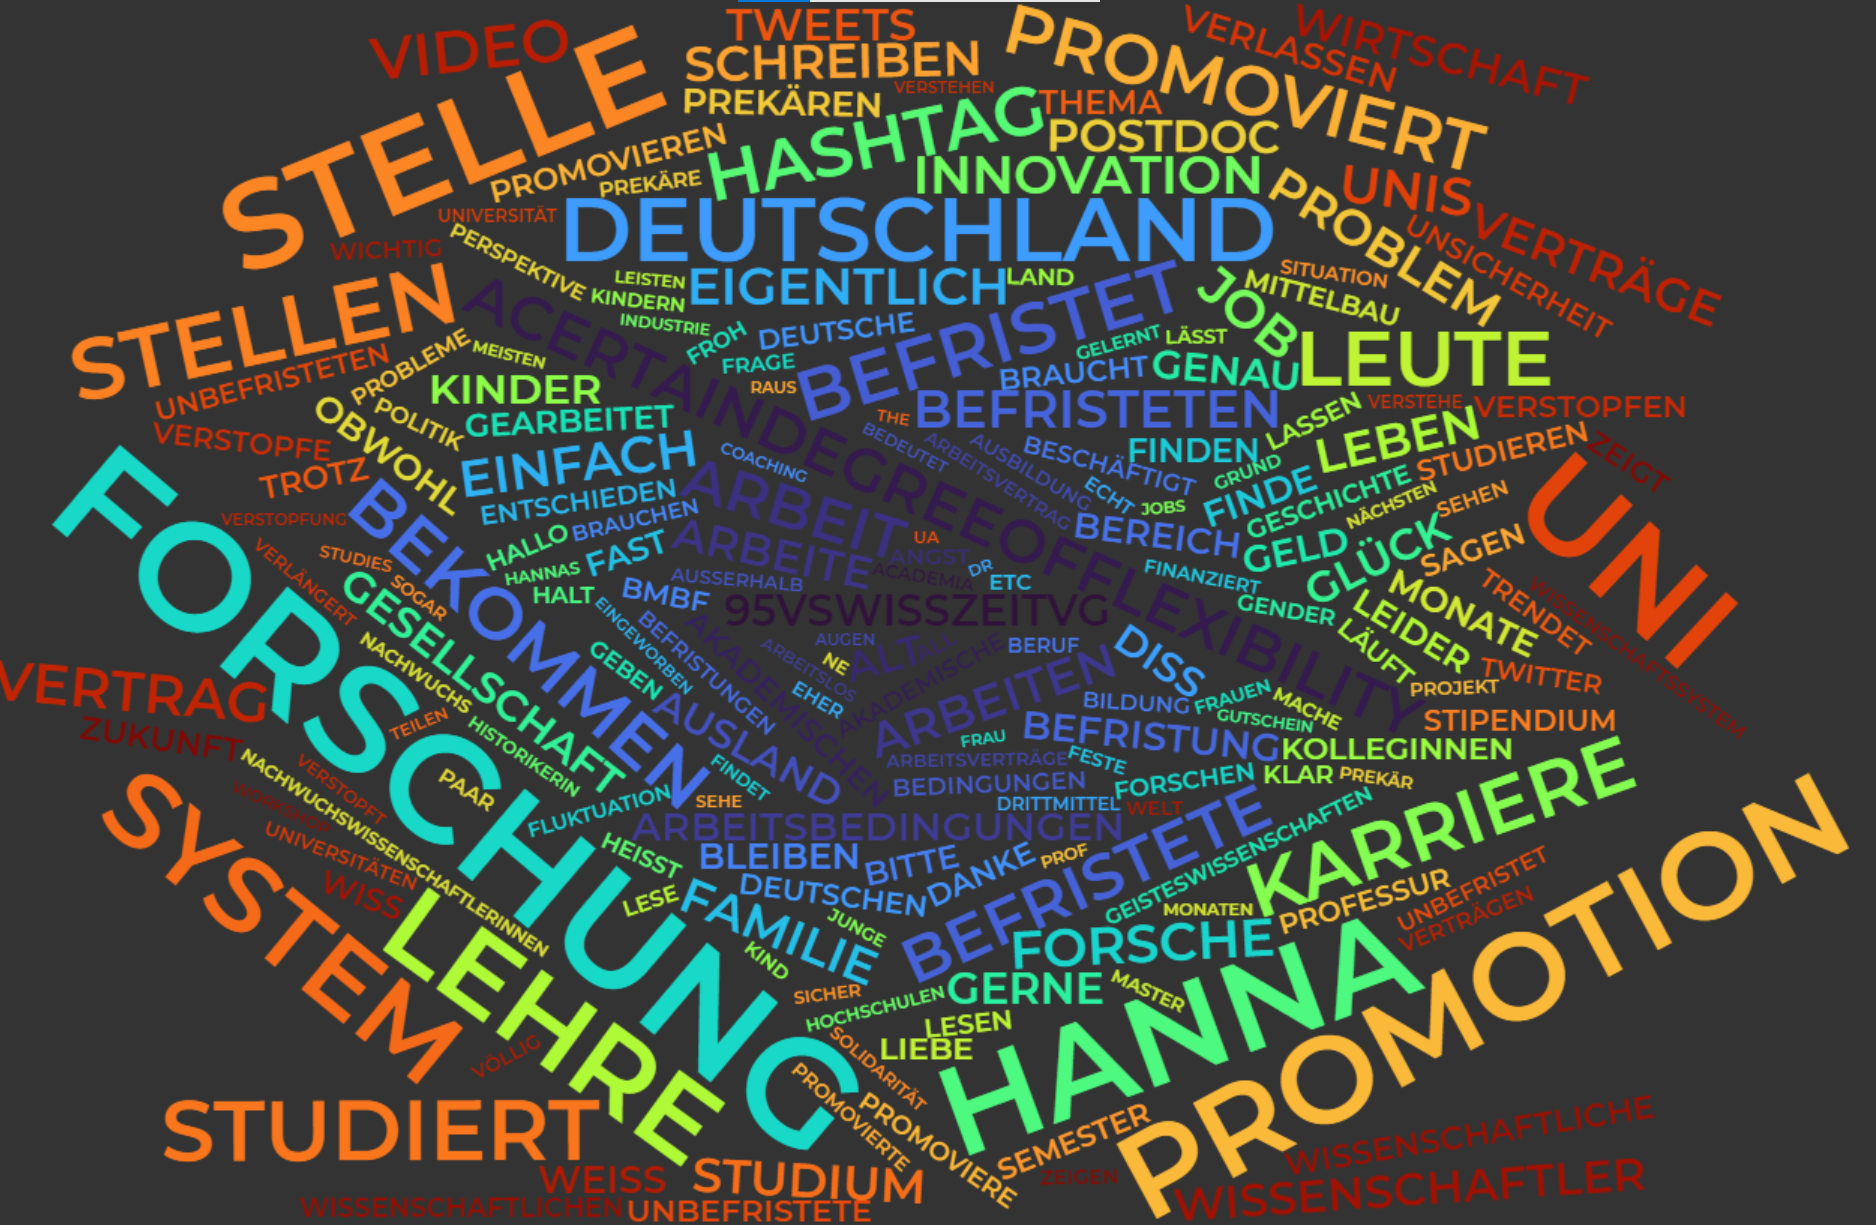 VIDEO
TWEETS
SCHREIBEN
PROMOVIERT
VERLASSEN
WIRTSCHAFT
STELLE
PREKÄREN
VERSTEHEN
HASHTAG
THEMA
POSTDOC
PROMOVIEREN
PREKÄRE
INNOVATION
PROBLEM
UNIS
VERTRÄGE
UNSICHERHEIT
UNIVERSITÄT
WICHTIG
DEUTSCHLAND
PERSPEKTIVE
LEISTEN
KINDERN
EIGENTLICH
LAND
SITUATION
MITTELBAU
JOB
STELLEN
ACERTAINDEGREEOFFLEXIBILITY
INDUSTRIE
FROH
DEUTSCHE
BEFRISTET
GELERNT
LÄSST
LEUTE
UNBEFRISTETEN
PROBLEME
MEISTEN
FRAGE
BRAUCHT
GENAU
KINDER
RAUS
OBWOHL
POLITIK
GEARBEITET
THE
BEFRISTETEN
LASSEN
VERSTEHE
VERSTOPFEN
VERSTOPFE
TROTZ
EINFACH
COACHING
BEDEUTET
ARBEITSVERTRAG
AUSBILDUNG
BESCHÄFTIGT
FINDEN
LEBEN
STUDIEREN
ZEIGT
UNI
FORSCHUNG
BEKOMMEN
ENTSCHIEDEN
ARBEIT
ECHT
JOBS
GRUND
FINDE
GESCHICHTE
NÄCHSTEN
SEHEN
VERSTOPFUNG
VERLÄNGERT
STUDIES
SOGAR
HALLO
BRAUCHEN
ARBEITE
UA
ANGST
BEREICH
GELD
GLÜCK
SAGEN
HANNAS
FAST
AUSSERHALB
ACADEMIA
DR
ETC
FINANZIERT
MONATE
TRENDET
WISSENSCHAFTSSYSTEM
GESELLSCHAFT
HALT
EINGEWORBEN
BMBF
95VSWISSZEITVG
GENDER
LEIDER
LÄUFT
BEFRISTUNGEN
AKADEMISCHEN
ARBEITSLOS
AUGEN
NE
ALT
ALL
AKADEMISCHE
BERUF
DISS
TWITTER
VERTRAG
NACHWUCHS
GEBEN
EHER
ARBEITEN
BILDUNG
FRAUEN
MACHE
PROJEKT
ZUKUNFT
TEILEN
HISTORIKERIN
AUSLAND
FRAU
BEFRISTUNG
GUTSCHEIN
STIPENDIUM
KOLLEGINNEN
NACHWUCHSWISSENSCHAFTLERINNEN
VERSTOPFT
PAAR
FINDET
ARBEITSVERTRÄGE
FESTE
FORSCHEN
KLAR
PREKÄR
KARRIERE
WORKSHOP
UNIVERSITÄTEN
FLUKTUATION
SEHE
BEDINGUNGEN
DRITTMITTEL
WELT
SYSTEM
ARBEITSBEDINGUNGEN
GEISTESWISSENSCHAFTEN
PROMOTION
WISS
HEISST
BLEIBEN
BITTE
DANKE
PROF
BEFRISTETE
PROFESSUR
UNBEFRISTET
VERTRÄGEN
LEHRE
LESE
FAMILIE
DEUTSCHEN
JUNGE
MONATEN
KIND
FORSCHE
HANNA
SICHER
HOCHSCHULEN
GERNE
MASTER
VÖLLIG
LESEN
SOLIDARITÄT
LIEBE
STUDIERT
PROMOVIERTE
PROMOVIERE
SEMESTER
WISSENSCHAFTLICHE
WEISS
STUDIUM
ZEIGEN
WISSENSCHAFTLER
WISSENSCHAFTLICHEN
UNBEFRISTETE